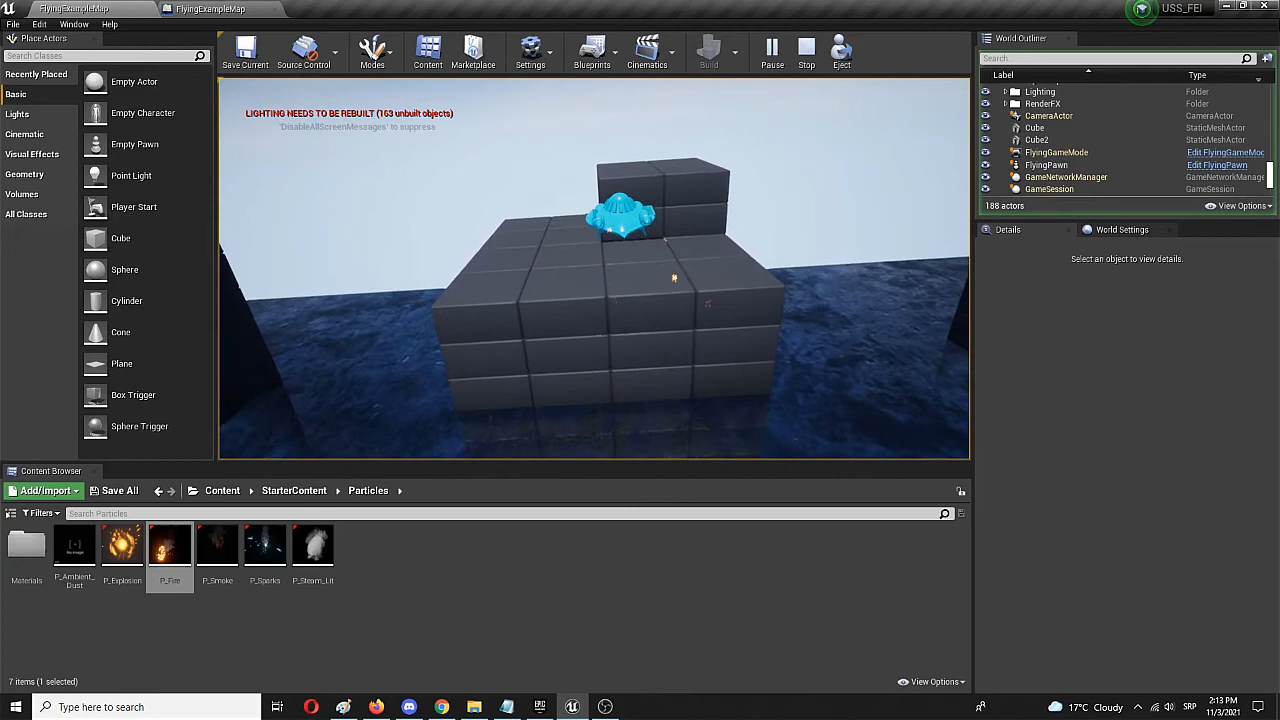 FlyingExampleMap
FlyingExampleMap
USS_FEI
File Edit Window Help
Place Actors
World Outliner
Search Classes
Save Current
Source Control
Modes
Content
Marketplace
Settings
Blueprints
Cinematics
Build
Pause
Stop
Eject
Search...
Label Type
Recently Placed
Basic
Lights
Cinematic
Visual Effects
Geometry
Volumes
All Classes
Empty Actor
Empty Character
Empty Pawn
Point Light
Player Start
Cube
Sphere
Cylinder
Cone
Plane
Box Trigger
Sphere Trigger
LIGHTING NEEDS TO BE REBUILT (163 unbuilt objects)
'DisableAllScreenMessages' to suppress
Lighting Folder
RenderFX Folder
CameraActor CameraActor
Cube StaticMeshActor
Cube2 StaticMeshActor
FlyingGameMode Edit FlyingGameMod
FlyingPawn Edit FlyingPawn
GameNetworkManager GameNetworkManage
GameSession GameSession
188 actors View Options
Details World Settings
Select an object to view details.
Content Browser
Add/Import Save All Content StarterContent Particles
Filters Search Particles
Materials
P_Ambient_
Dust
P_Explosion
P_Fire
P_Smoke
P_Sparks
P_Steam_Lit
7 items (1 selected) View Options
Type here to search
17°C Cloudy
SRP
2:13 PM
11/3/2021